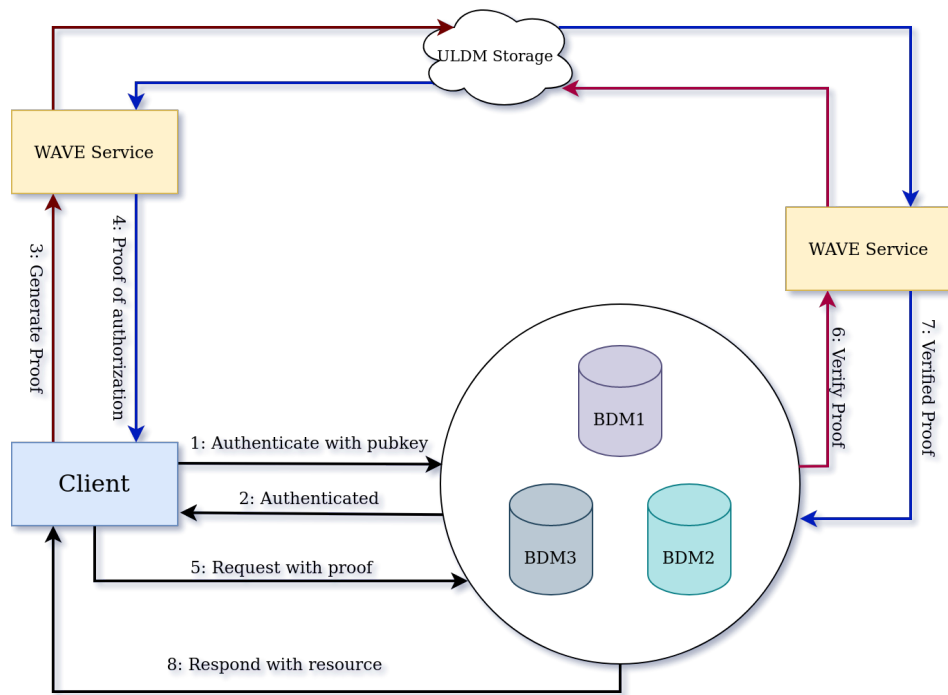 ULDM Storage
WAVE Service
WAVE Service
3: Generate Proof
4: Proof of authorization
6: Verify Proof
7: Verified Proof
BDM1
1: Authenticate with pubkey
Client
2: Authenticated
BDM3
BDM2
5: Request with proof
8: Respond with resource